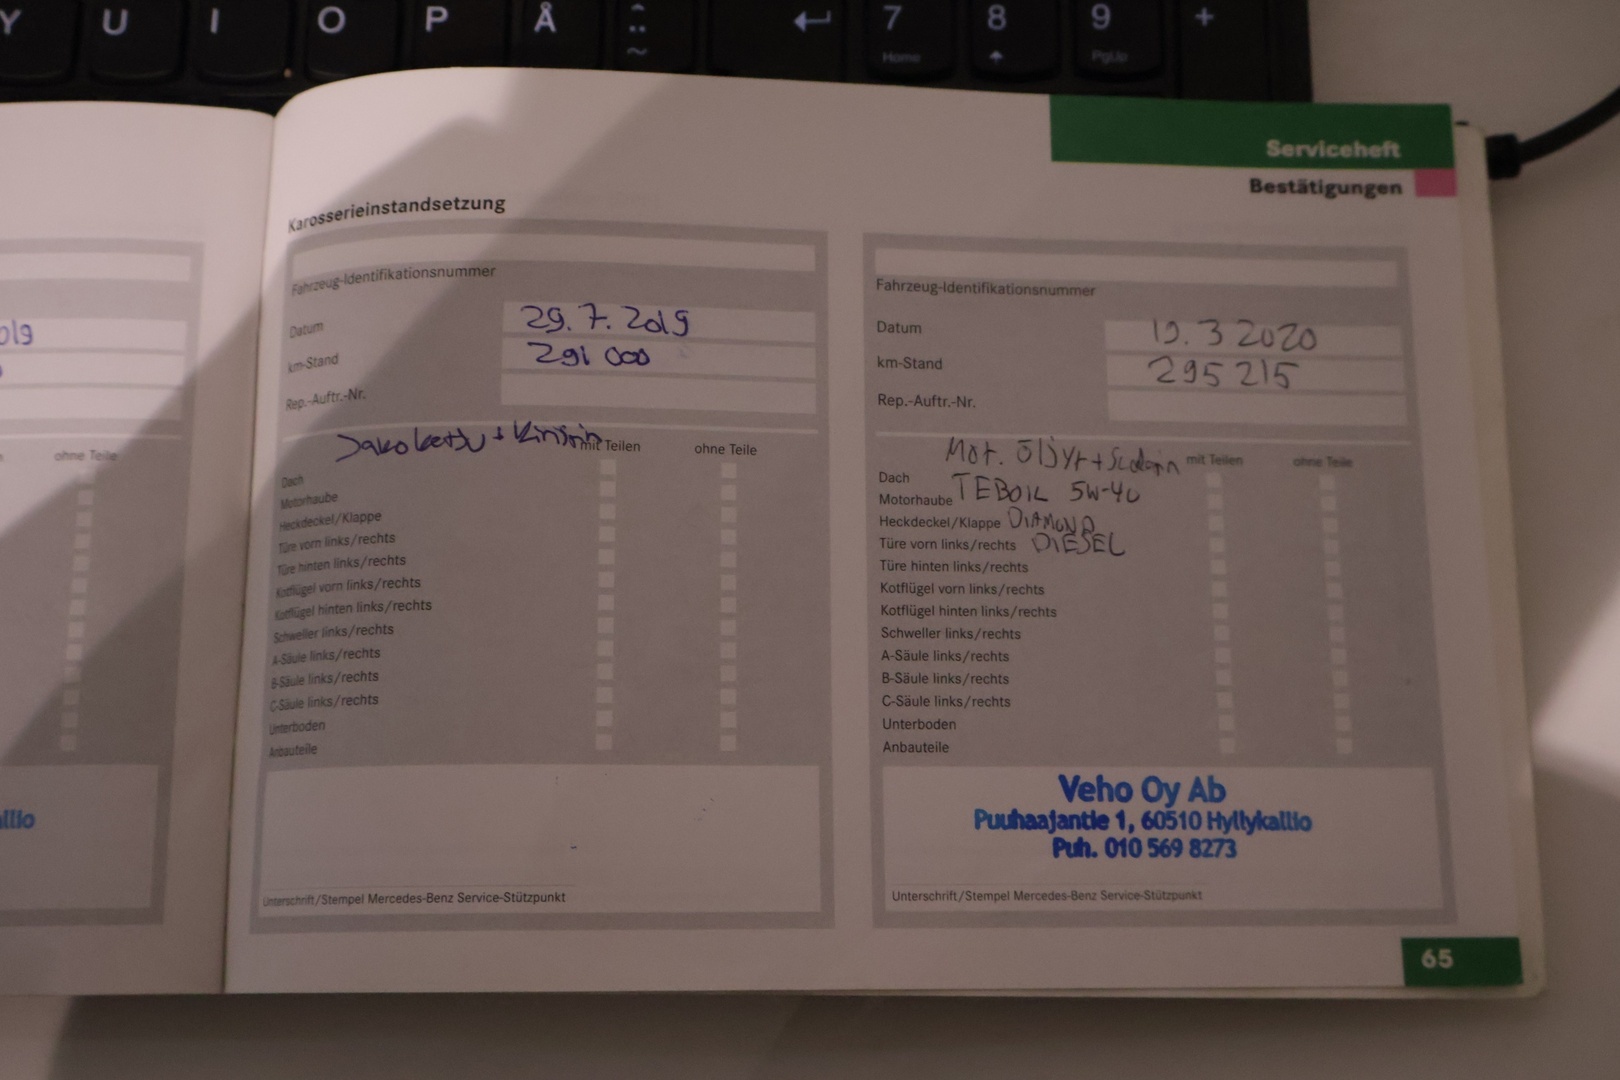 Y U I O P Å ¨ ^ ~ ↵ 7 Home 8 ↑ 9 PgUp +
Serviceheft
Bestätigungen
Karosserieinstandsetzung
Fahrzeug-Identifikationsnummer
Datum 29.7.2019
km-Stand 291 000
Rep.-Auftr.-Nr.
Jakoketju + Kiristin
mit Teilen ohne Teile
Dach
Motorhaube
Heckdeckel/Klappe
Türe vorn links/rechts
Türe hinten links/rechts
Kotflügel vorn links/rechts
Kotflügel hinten links/rechts
Schweller links/rechts
A-Säule links/rechts
B-Säule links/rechts
C-Säule links/rechts
Unterboden
Anbauteile
Unterschrift/Stempel Mercedes-Benz Service-Stützpunkt
Fahrzeug-Identifikationsnummer
Datum 19.3 2020
km-Stand 295 215
Rep.-Auftr.-Nr.
Mot. Öljyt + Suodatin
mit Teilen ohne Teile
Dach
Motorhaube TEBOIL 5W-40
Heckdeckel/Klappe DIAMOND
Türe vorn links/rechts DIESEL
Türe hinten links/rechts
Kotflügel vorn links/rechts
Kotflügel hinten links/rechts
Schweller links/rechts
A-Säule links/rechts
B-Säule links/rechts
C-Säule links/rechts
Unterboden
Anbauteile
Veho Oy Ab
Puuhaajantie 1, 60510 Hyllykallio
Puh. 010 569 8273
Unterschrift/Stempel Mercedes-Benz Service-Stützpunkt
65
ohne Teile